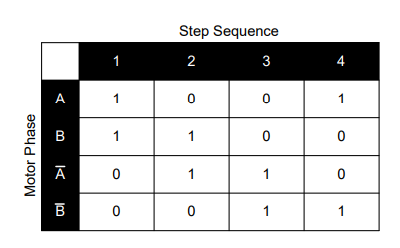 Step Sequence
1 2 3 4
A 1 0 0 1
B 1 1 0 0
A̅ 0 1 1 0
B̅ 0 0 1 1
Motor Phase